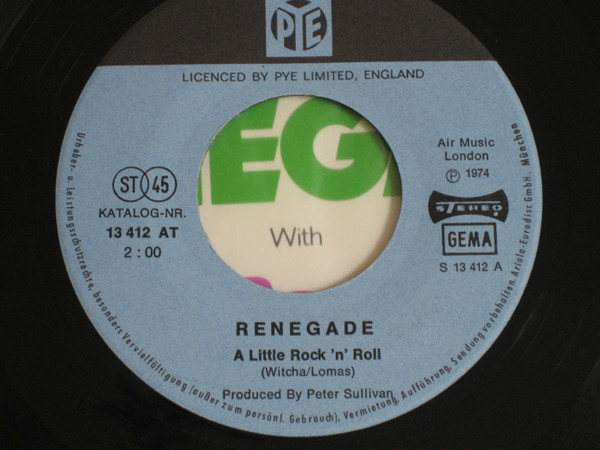 PYE
LICENCED BY PYE LIMITED, ENGLAND
Air Music
London
Ⓟ 1974
ST 45
KATALOG-NR.
13 412 AT
2:00
STEREO
GEMA
S 13 412 A
EG
With
RENEGADE
A Little Rock 'n' Roll
(Witcha/Lomas)
Produced By Peter Sullivan
Urheber- u. Leistungsschutzrechte, besonders Vervielfältigung (außer zum persönl. Gebrauch), Vermietung, Aufführung, Sendung vorbehalten. Ariola-Eurodisc GmbH., München